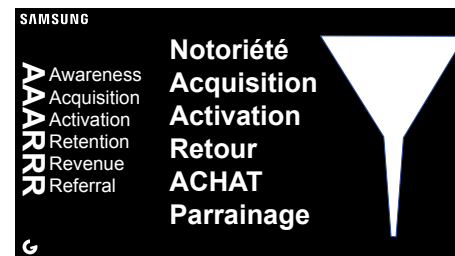 SAMSUNG
AAARRR
Awareness
Acquisition
Activation
Retention
Revenue
Referral
Notoriété
Acquisition
Activation
Retour
ACHAT
Parrainage
G